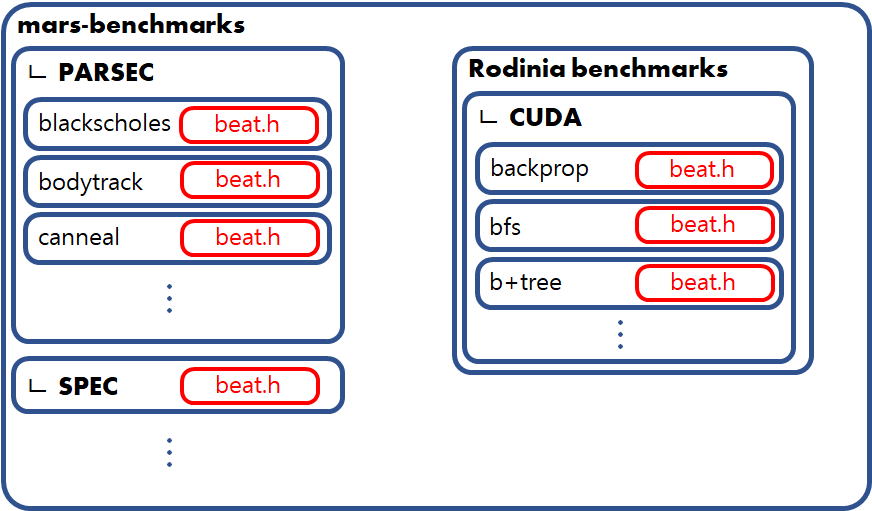 mars-benchmarks
ㄴ PARSEC
blackscholes beat.h
bodytrack beat.h
canneal beat.h
ㄴ SPEC beat.h
Rodinia benchmarks
ㄴ CUDA
backprop beat.h
bfs beat.h
b+tree beat.h